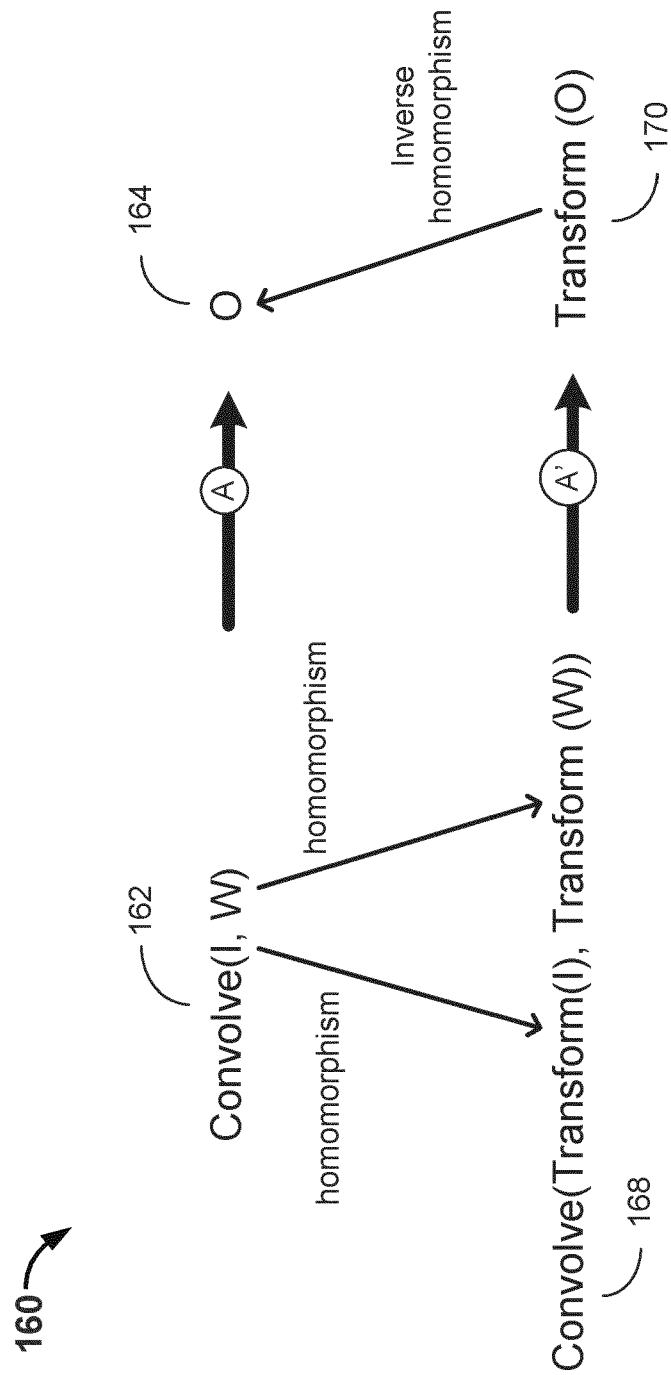 160
162
164
Convolve(I, W)
A
O
homomorphism
homomorphism
Inverse
homomorphism
Convolve(Transform(I), Transform (W))
A'
Transform (O)
168
170